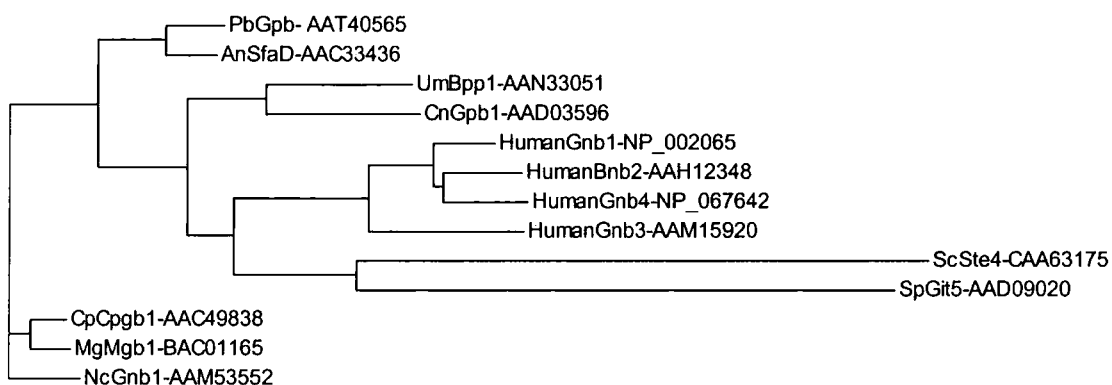 PbGpb- AAT40565
AnSfaD-AAC33436
UmBpp1-AAN33051
CnGpb1-AAD03596
HumanGnb1-NP_002065
HumanBnb2-AAH12348
HumanGnb4-NP_067642
HumanGnb3-AAM15920
ScSte4-CAA63175
SpGit5-AAD09020
CpCpgb1-AAC49838
MgMgb1-BAC01165
NcGnb1-AAM53552